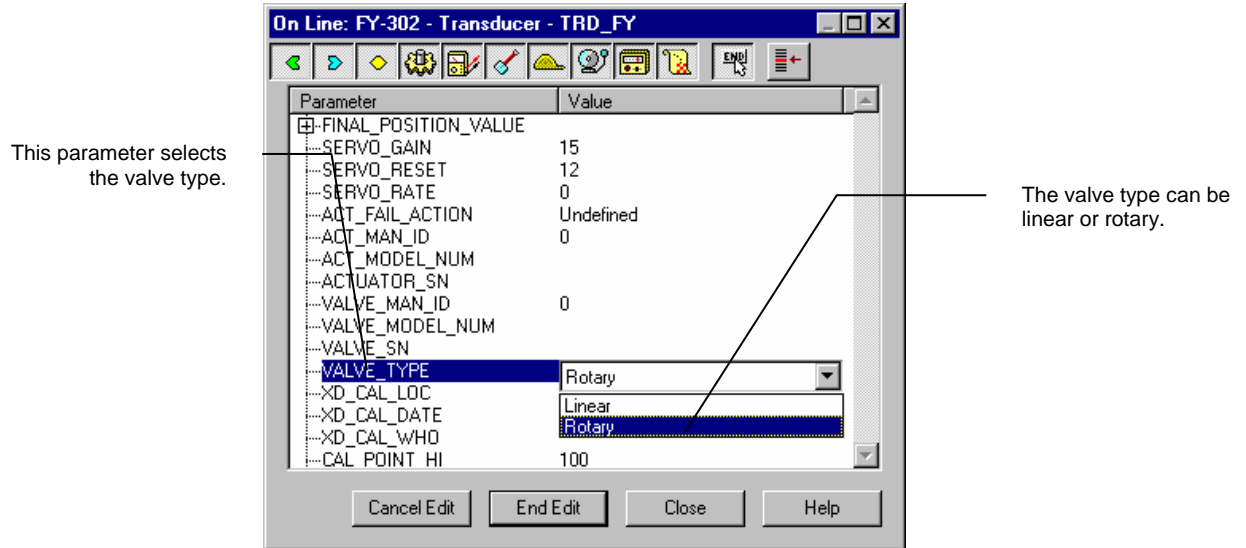 On Line: FY-302 - Transducer - TRD_FY
END
Parameter Value
FINAL_POSITION_VALUE
SERVO_GAIN 15
SERVO_RESET 12
SERVO_RATE 0
ACT_FAIL_ACTION Undefined
ACT_MAN_ID 0
ACT_MODEL_NUM
ACTUATOR_SN
VALVE_MAN_ID 0
VALVE_MODEL_NUM
VALVE_SN
VALVE_TYPE Rotary
XD_CAL_LOC Linear
XD_CAL_DATE Rotary
XD_CAL_WHO
CAL_POINT_HI 100
Cancel Edit End Edit Close Help
This parameter selects
the valve type.
The valve type can be
linear or rotary.